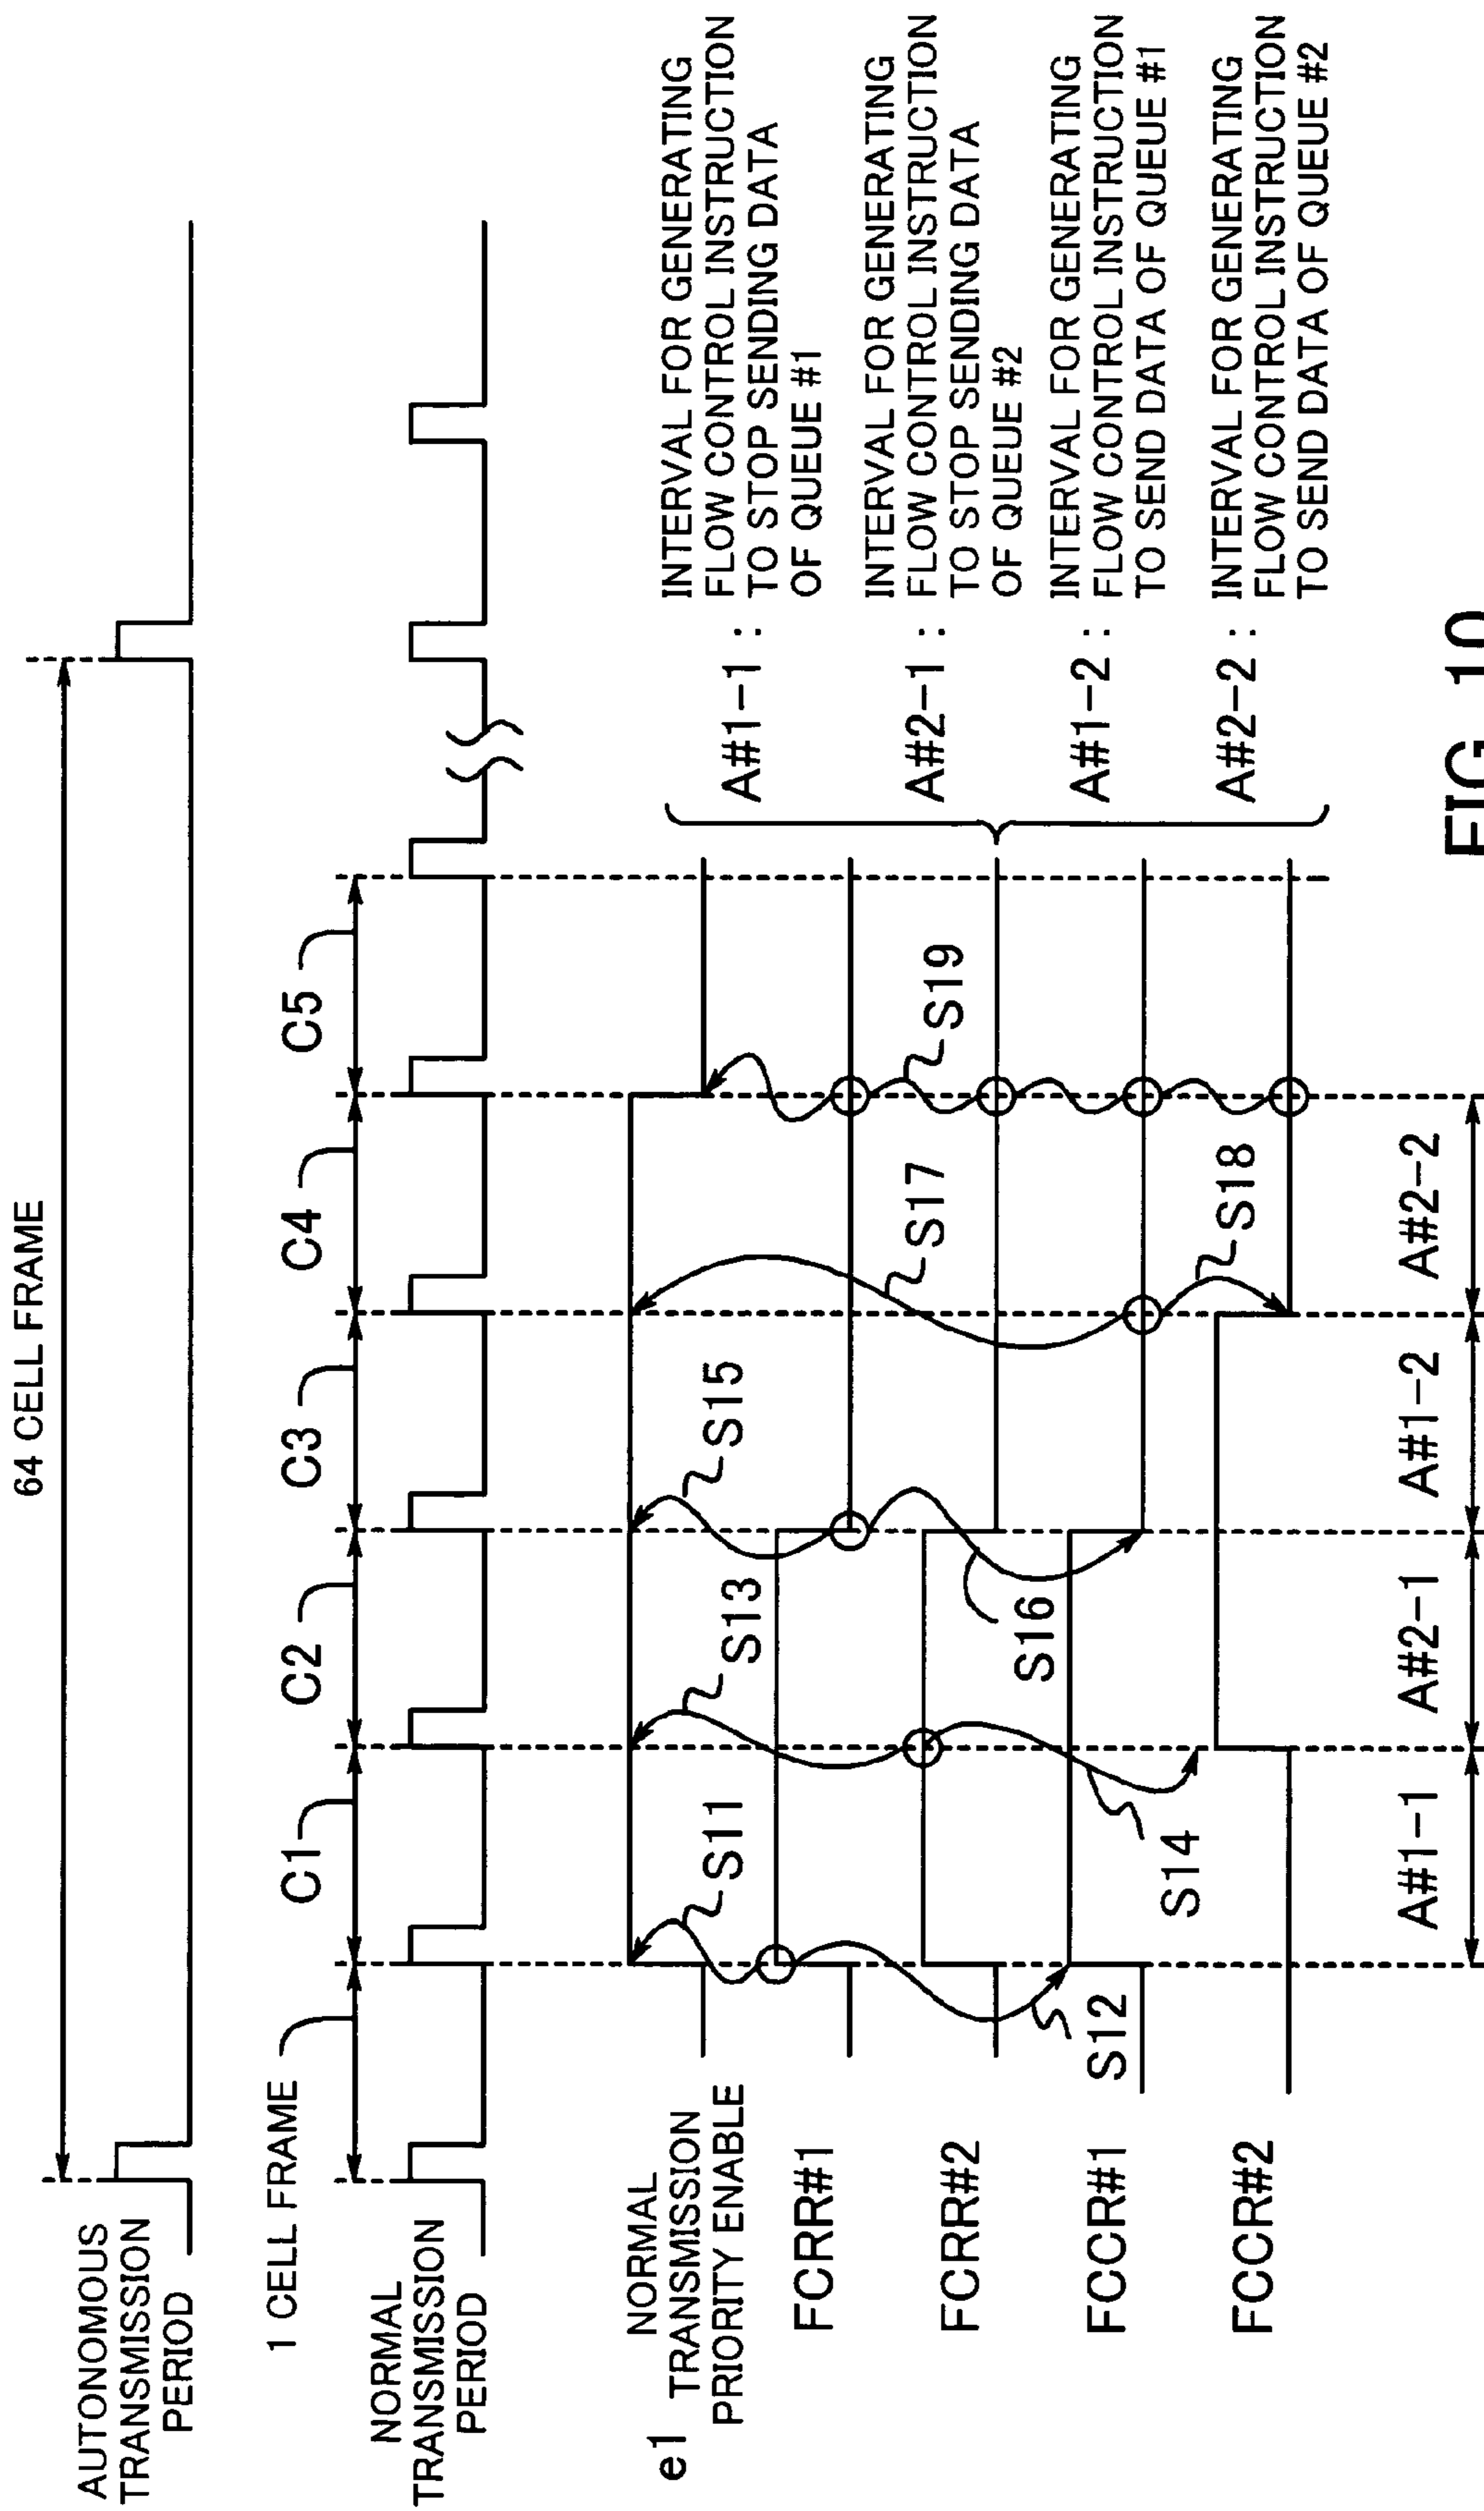 64 CELL FRAME
AUTONOMOUS
TRANSMISSION
PERIOD
1 CELL FRAME
C1
C2
C3
C4
C5
NORMAL
TRANSMISSION
PERIOD
e1
NORMAL
TRANSMISSION
PRIORITY ENABLE
FCRR#1
FCRR#2
FCCR#1
FCCR#2
S11
S12
S13
S14
S15
S16
S17
S18
S19
A#1-1
A#2-1
A#1-2
A#2-2
A#1-1 :
INTERVAL FOR GENERATING
FLOW CONTROL INSTRUCTION
TO STOP SENDING DATA
OF QUEUE #1
A#2-1 :
INTERVAL FOR GENERATING
FLOW CONTROL INSTRUCTION
TO STOP SENDING DATA
OF QUEUE #2
A#1-2 :
INTERVAL FOR GENERATING
FLOW CONTROL INSTRUCTION
TO SEND DATA OF QUEUE #1
A#2-2 :
INTERVAL FOR GENERATING
FLOW CONTROL INSTRUCTION
TO SEND DATA OF QUEUE #2
FIG. 10